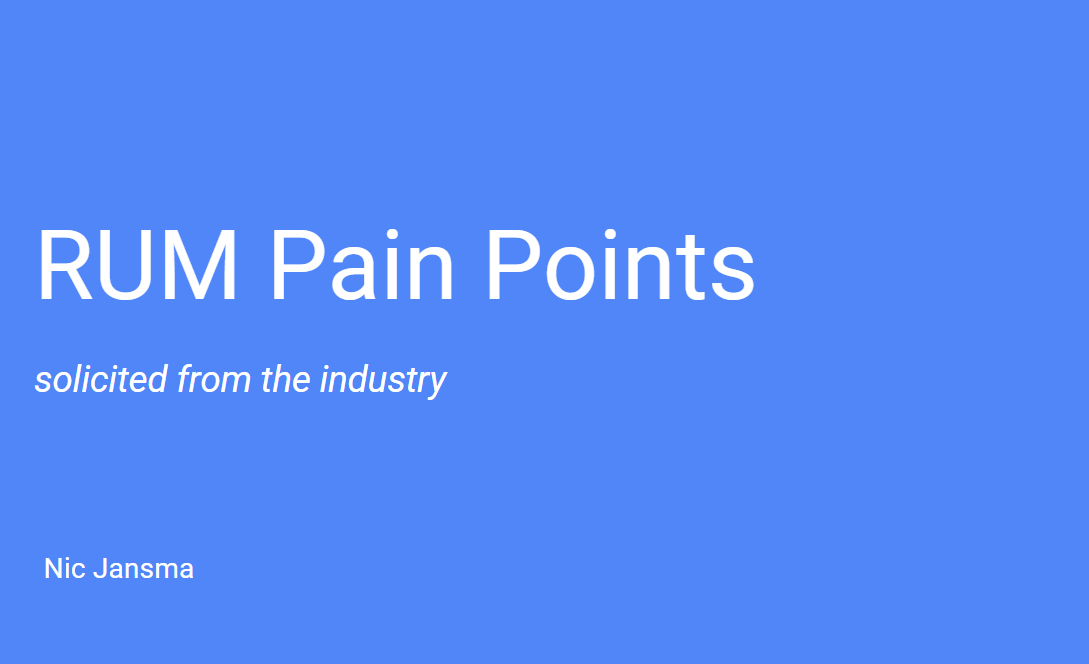 RUM Pain Points
solicited from the industry
Nic Jansma